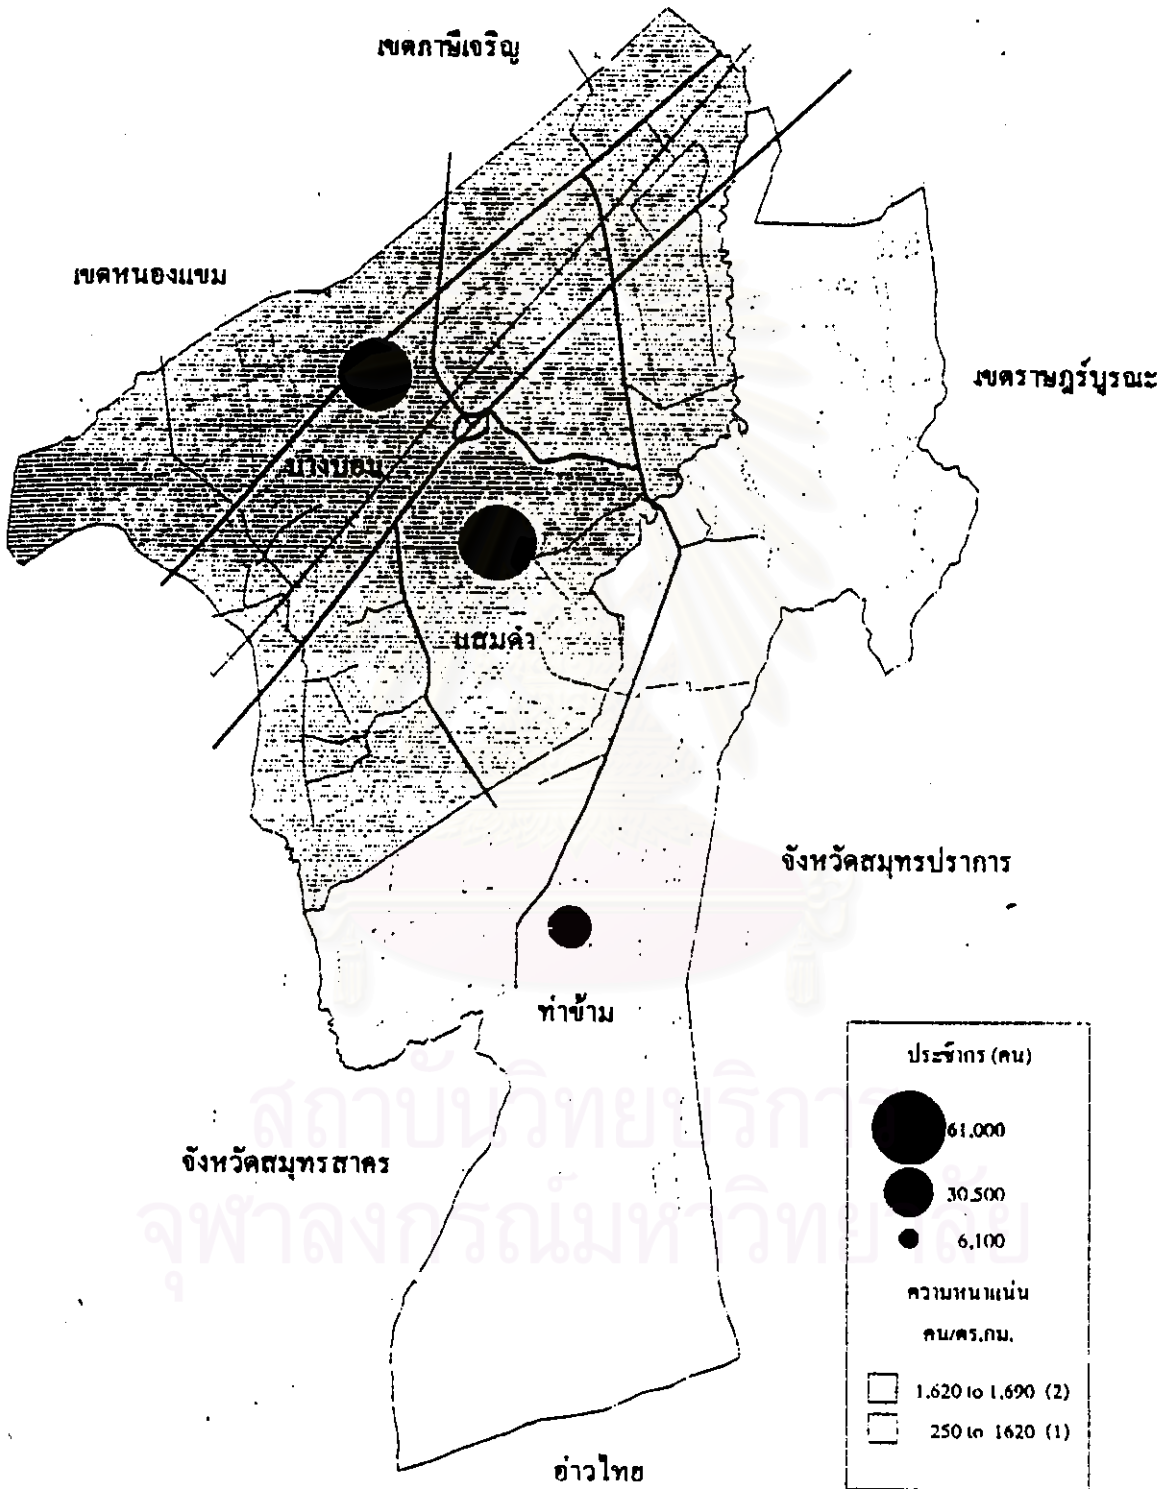 เขตภาษีเจริญ
เขตหนองแขม
เขตราษฎร์บูรณะ
บางบอน
แสมดำ
จังหวัดสมุทรปราการ
ท่าข้าม
จังหวัดสมุทรสาคร
อ่าวไทย
ประชากร (คน)
61,000
30,500
6,100
ความหนาแน่น
คน/ตร.กม.
1,620 to 1,690 (2)
250 to 1620 (1)
สถาบันวิทยบริการ
จุฬาลงกรณ์มหาวิทยาลัย